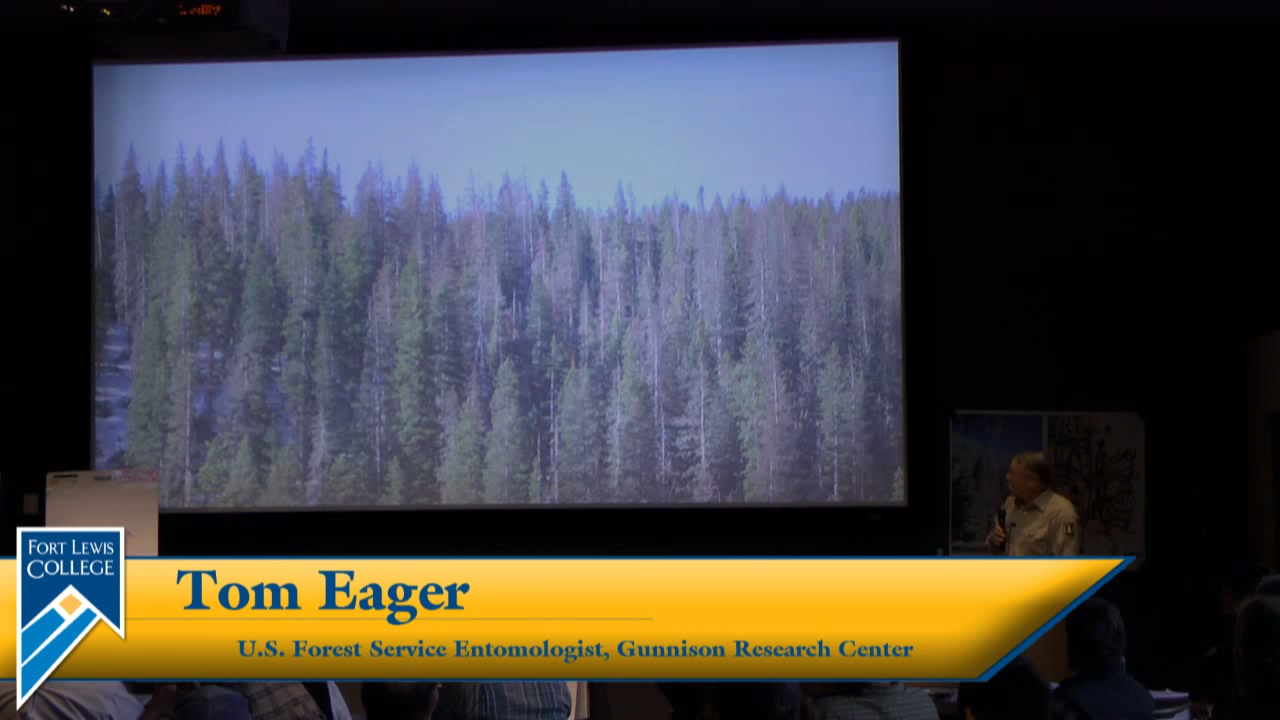 FORT LEWIS
COLLEGE
Tom Eager
U.S. Forest Service Entomologist, Gunnison Research Center